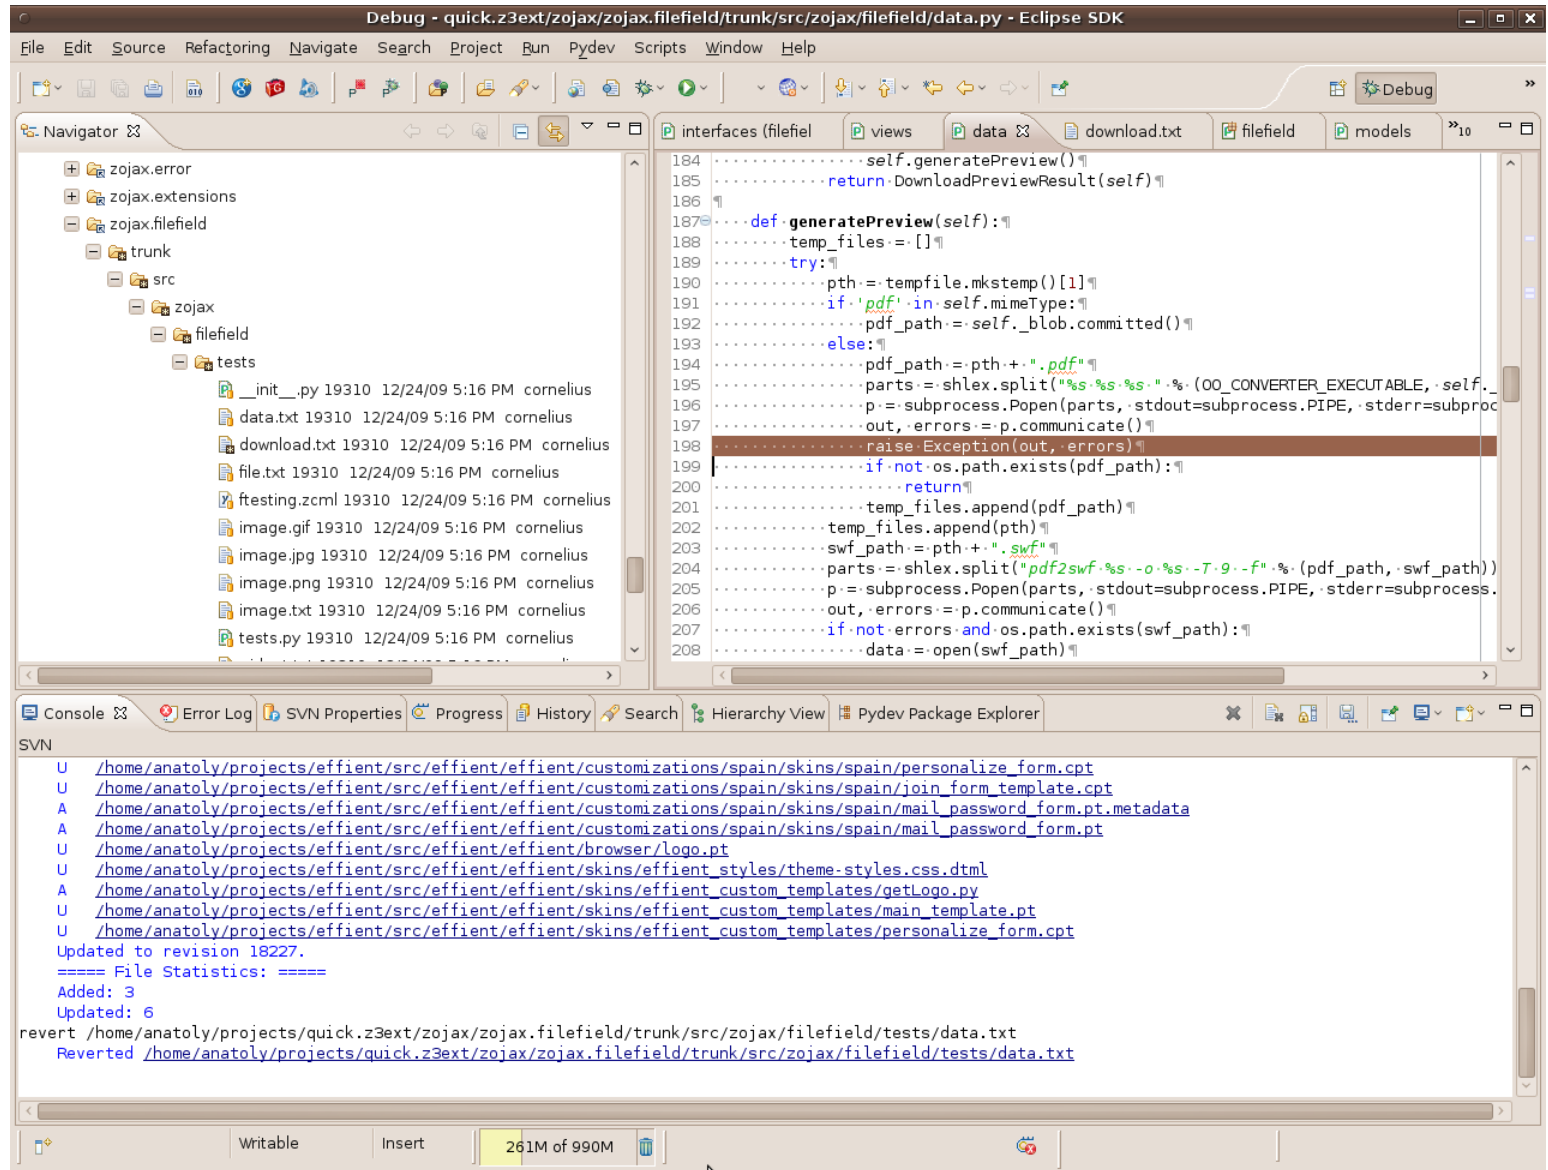 Debug - quick.z3ext/zojax/zojax.filefield/trunk/src/zojax/filefield/data.py - Eclipse SDK
File Edit Source Refactoring Navigate Search Project Run Pydev Scripts Window Help
Debug
Navigator
zojax.error
zojax.extensions
zojax.filefield
trunk
src
zojax
filefield
tests
__init__.py 19310 12/24/09 5:16 PM cornelius
data.txt 19310 12/24/09 5:16 PM cornelius
download.txt 19310 12/24/09 5:16 PM cornelius
file.txt 19310 12/24/09 5:16 PM cornelius
ftesting.zcml 19310 12/24/09 5:16 PM cornelius
image.gif 19310 12/24/09 5:16 PM cornelius
image.jpg 19310 12/24/09 5:16 PM cornelius
image.png 19310 12/24/09 5:16 PM cornelius
image.txt 19310 12/24/09 5:16 PM cornelius
tests.py 19310 12/24/09 5:16 PM cornelius
interfaces (filefiel views data download.txt filefield models »10
184 self.generatePreview()¶
185 return·DownloadPreviewResult(self)¶
186 ¶
187 def·generatePreview(self):¶
188 temp_files·=·[]¶
189 try:¶
190 pth·=·tempfile.mkstemp()[1]¶
191 if·'pdf'·in·self.mimeType:¶
192 pdf_path·=·self._blob.committed()¶
193 else:¶
194 pdf_path·=·pth·+·".pdf"¶
195 parts·=·shlex.split("%s·%s·%s·"·%·(OO_CONVERTER_EXECUTABLE,·self._
196 p·=·subprocess.Popen(parts,·stdout=subprocess.PIPE,·stderr=subproc
197 out,·errors·=·p.communicate()¶
198 raise·Exception(out,·errors)¶
199 if·not·os.path.exists(pdf_path):¶
200 return¶
201 temp_files.append(pdf_path)¶
202 temp_files.append(pth)¶
203 swf_path·=·pth·+·".swf"¶
204 parts·=·shlex.split("pdf2swf·%s·-o·%s·-T·9·-f"·%·(pdf_path,·swf_path))
205 p·=·subprocess.Popen(parts,·stdout=subprocess.PIPE,·stderr=subprocess.
206 out,·errors·=·p.communicate()¶
207 if·not·errors·and·os.path.exists(swf_path):¶
208 data·=·open(swf_path)¶
Console Error Log SVN Properties Progress History Search Hierarchy View Pydev Package Explorer
SVN
U /home/anatoly/projects/effient/src/effient/effient/customizations/spain/skins/spain/personalize_form.cpt
U /home/anatoly/projects/effient/src/effient/effient/customizations/spain/skins/spain/join_form_template.cpt
A /home/anatoly/projects/effient/src/effient/effient/customizations/spain/skins/spain/mail_password_form.pt.metadata
A /home/anatoly/projects/effient/src/effient/effient/customizations/spain/skins/spain/mail_password_form.pt
U /home/anatoly/projects/effient/src/effient/effient/browser/logo.pt
U /home/anatoly/projects/effient/src/effient/effient/skins/effient_styles/theme-styles.css.dtml
A /home/anatoly/projects/effient/src/effient/effient/skins/effient_custom_templates/getLogo.py
U /home/anatoly/projects/effient/src/effient/effient/skins/effient_custom_templates/main_template.pt
U /home/anatoly/projects/effient/src/effient/effient/skins/effient_custom_templates/personalize_form.cpt
Updated to revision 18227.
===== File Statistics: =====
Added: 3
Updated: 6
revert /home/anatoly/projects/quick.z3ext/zojax/zojax.filefield/trunk/src/zojax/filefield/tests/data.txt
Reverted /home/anatoly/projects/quick.z3ext/zojax/zojax.filefield/trunk/src/zojax/filefield/tests/data.txt
Writable Insert 261M of 990M